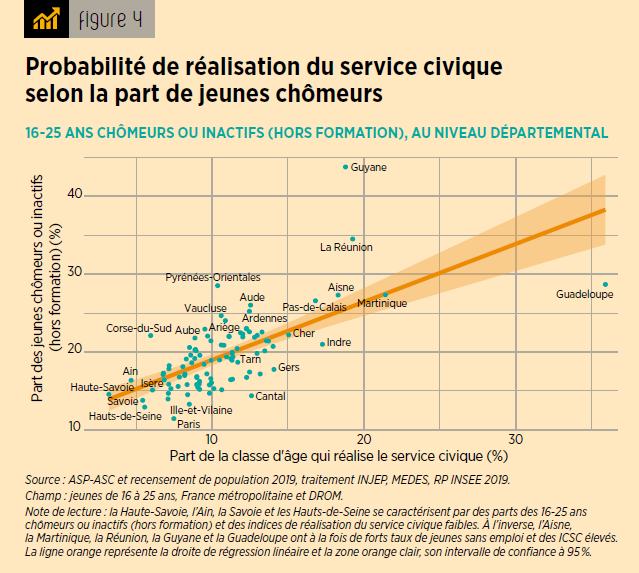 figure 4
Probabilité de réalisation du service civique
selon la part de jeunes chômeurs
16-25 ANS CHÔMEURS OU INACTIFS (HORS FORMATION), AU NIVEAU DÉPARTEMENTAL
Part des jeunes chômeurs ou inactifs
(hors formation) (%)
40
30
20
10
Guyane
La Réunion
Pyrénées-Orientales
Aisne
Aude
Pas-de-Calais
Martinique
Guadeloupe
Vaucluse
Ardennes
Corse-du-Sud
Aube
Ariège
Cher
Indre
Tarn
Ain
Isère
Gers
Haute-Savoie
Savoie
Cantal
Hauts-de-Seine
Ille-et-Vilaine
Paris
10
20
30
Part de la classe d'âge qui réalise le service civique (%)
Source : ASP-ASC et recensement de population 2019, traitement INJEP, MEDES, RP INSEE 2019.
Champ : jeunes de 16 à 25 ans, France métropolitaine et DROM.
Note de lecture : la Haute-Savoie, l'Ain, la Savoie et les Hauts-de-Seine se caractérisent par des parts des 16-25 ans
chômeurs ou inactifs (hors formation) et des indices de réalisation du service civique faibles. À l'inverse, l'Aisne,
la Martinique, la Réunion, la Guyane et la Guadeloupe ont à la fois de forts taux de jeunes sans emploi et des ICSC élevés.
La ligne orange représente la droite de régression linéaire et la zone orange clair, son intervalle de confiance à 95 %.